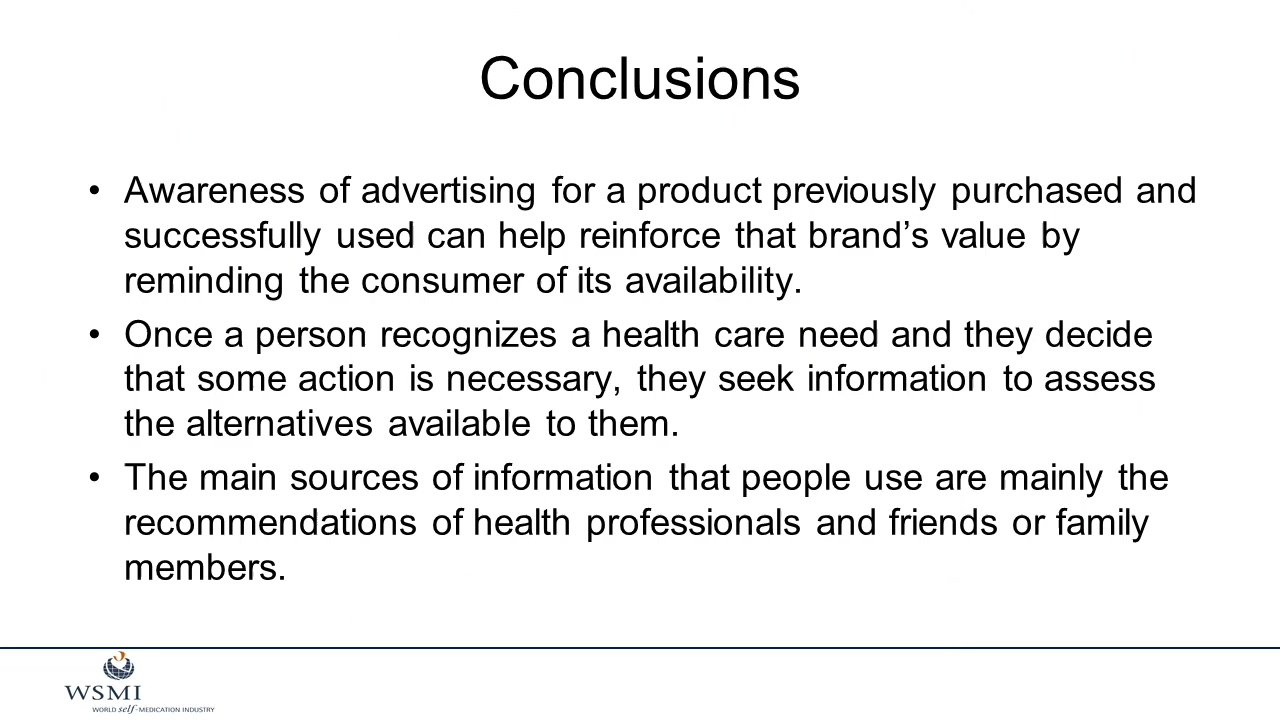 Conclusions
• Awareness of advertising for a product previously purchased and
successfully used can help reinforce that brand’s value by
reminding the consumer of its availability.
• Once a person recognizes a health care need and they decide
that some action is necessary, they seek information to assess
the alternatives available to them.
• The main sources of information that people use are mainly the
recommendations of health professionals and friends or family
members.
WSMI
WORLD self-MEDICATION INDUSTRY